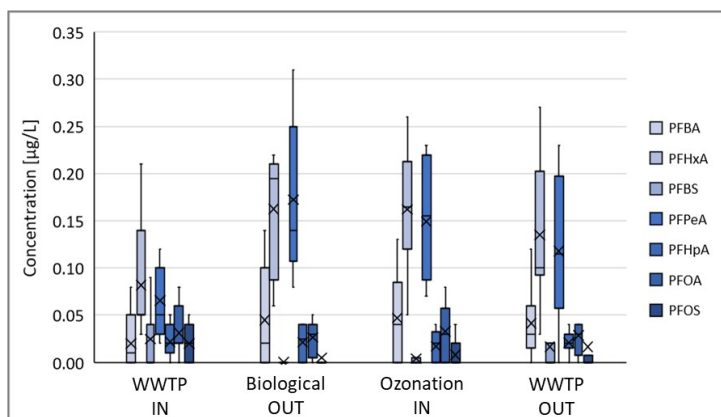 Concentration [µg/L]
0.35
0.30
0.25
0.20
0.15
0.10
0.05
0.00
WWTP
IN
Biological
OUT
Ozonation
IN
WWTP
OUT
PFBA
PFHxA
PFBS
PFPeA
PFHpA
PFOA
PFOS